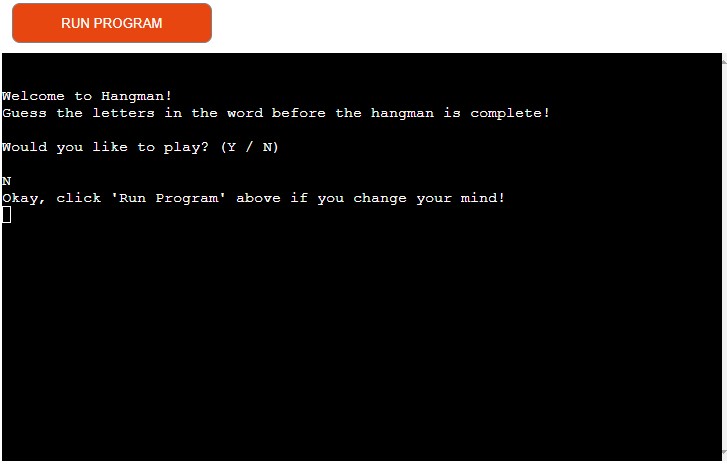 RUN PROGRAM
Welcome to Hangman!
Guess the letters in the word before the hangman is complete!
Would you like to play? (Y / N)
N
Okay, click 'Run Program' above if you change your mind!